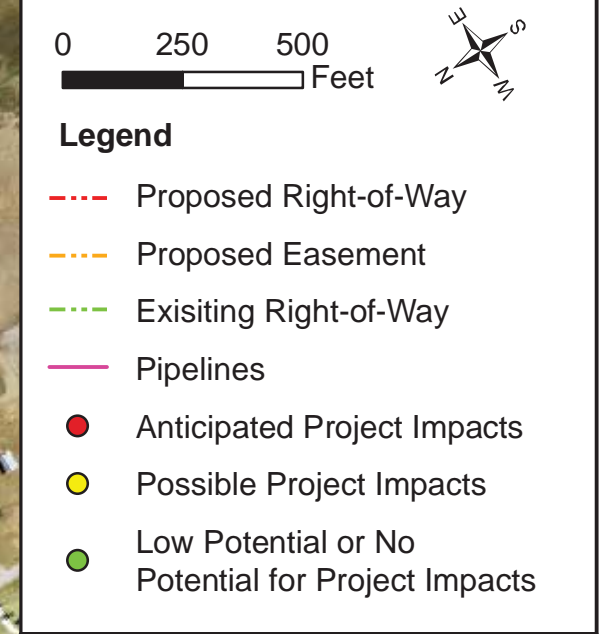 0 250 500
Feet
E
S
N
W
Legend
Proposed Right-of-Way
Proposed Easement
Exisiting Right-of-Way
Pipelines
Anticipated Project Impacts
Possible Project Impacts
Low Potential or No
Potential for Project Impacts